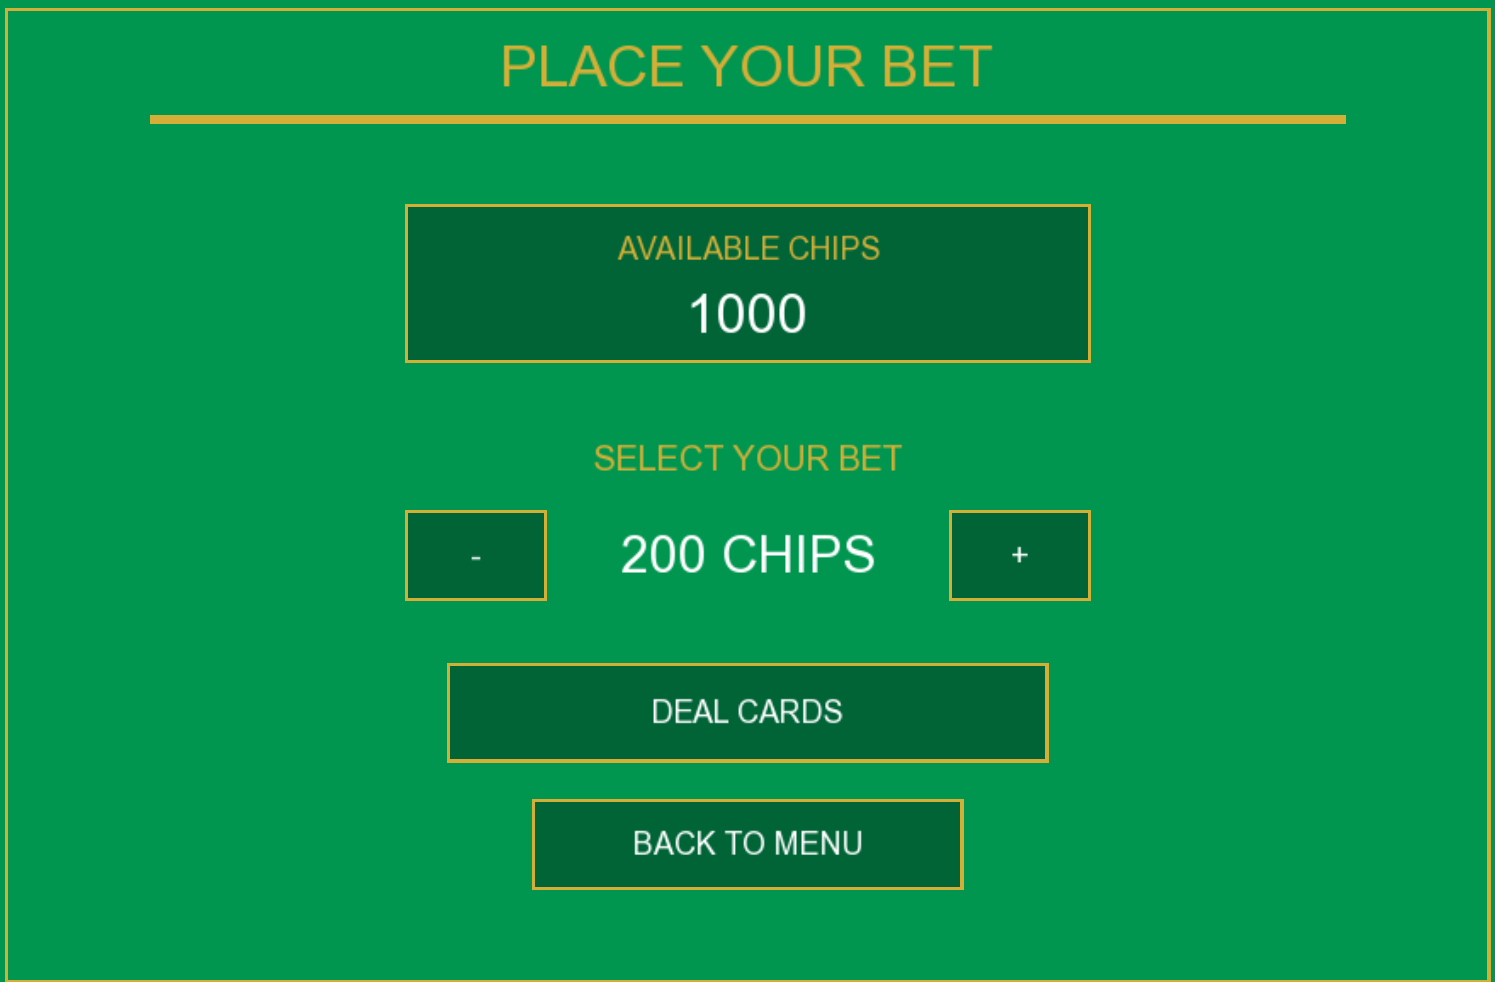 PLACE YOUR BET
AVAILABLE CHIPS
1000
SELECT YOUR BET
- 200 CHIPS +
DEAL CARDS
BACK TO MENU